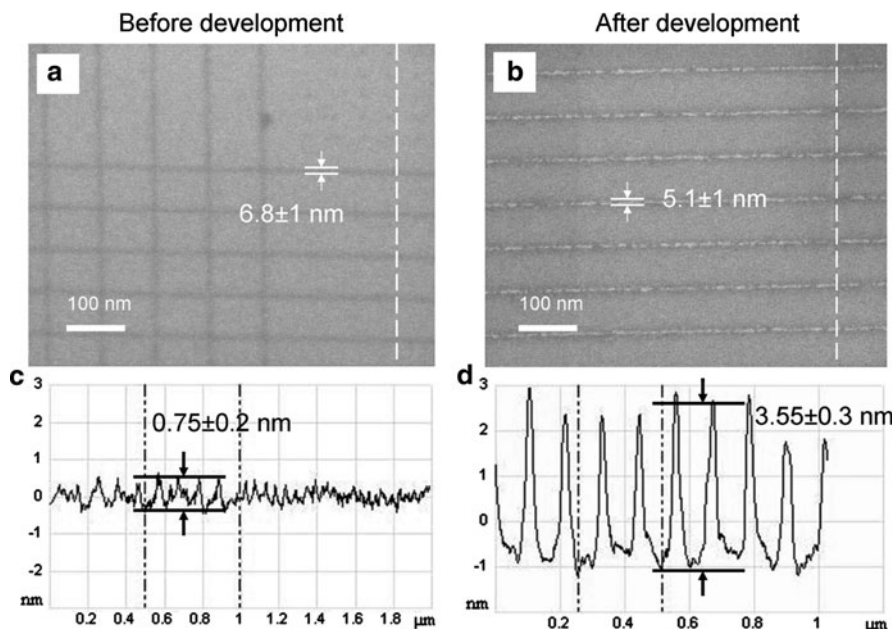 Before development
After development
a
b
6.8±1 nm
5.1±1 nm
100 nm
100 nm
c
3
2
1
0
-1
-2
nm
0.75±0.2 nm
0.2
0.4
0.6
0.8
1
1.2
1.4
1.6
1.8
μm
d
3
2
1
0
-1
nm
3.55±0.3 nm
0.2
0.4
0.6
0.8
1
μm